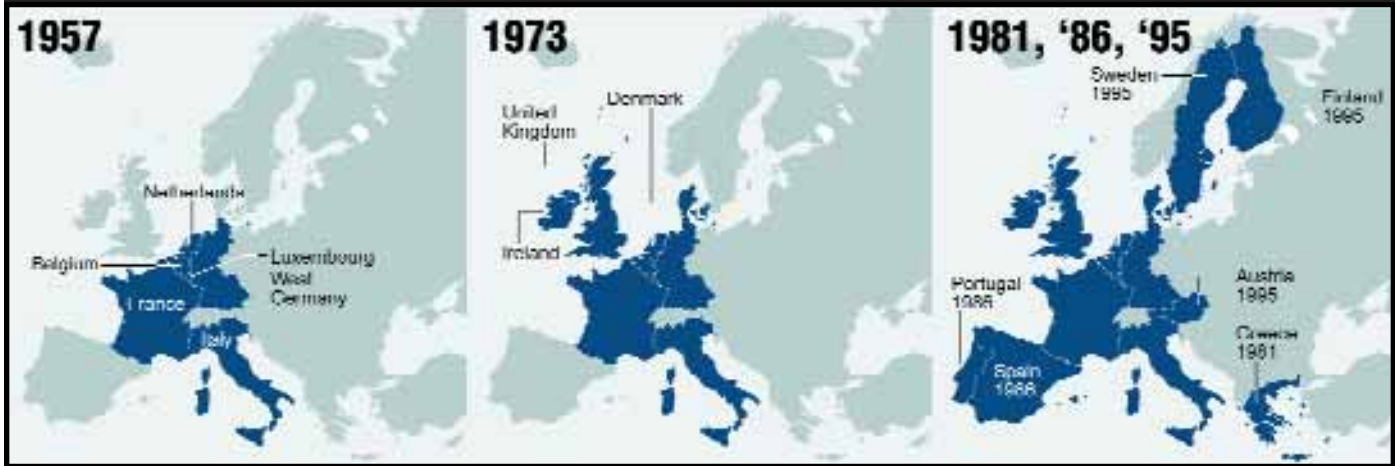 1957
Netherlands
Belgium
Luxembourg
West
Germany
France
Italy
1973
Denmark
United
Kingdom
Ireland
1981, ‘86, ‘95
Sweden
1995
Finland
1995
Portugal
1986
Spain
1986
Austria
1995
Greece
1981